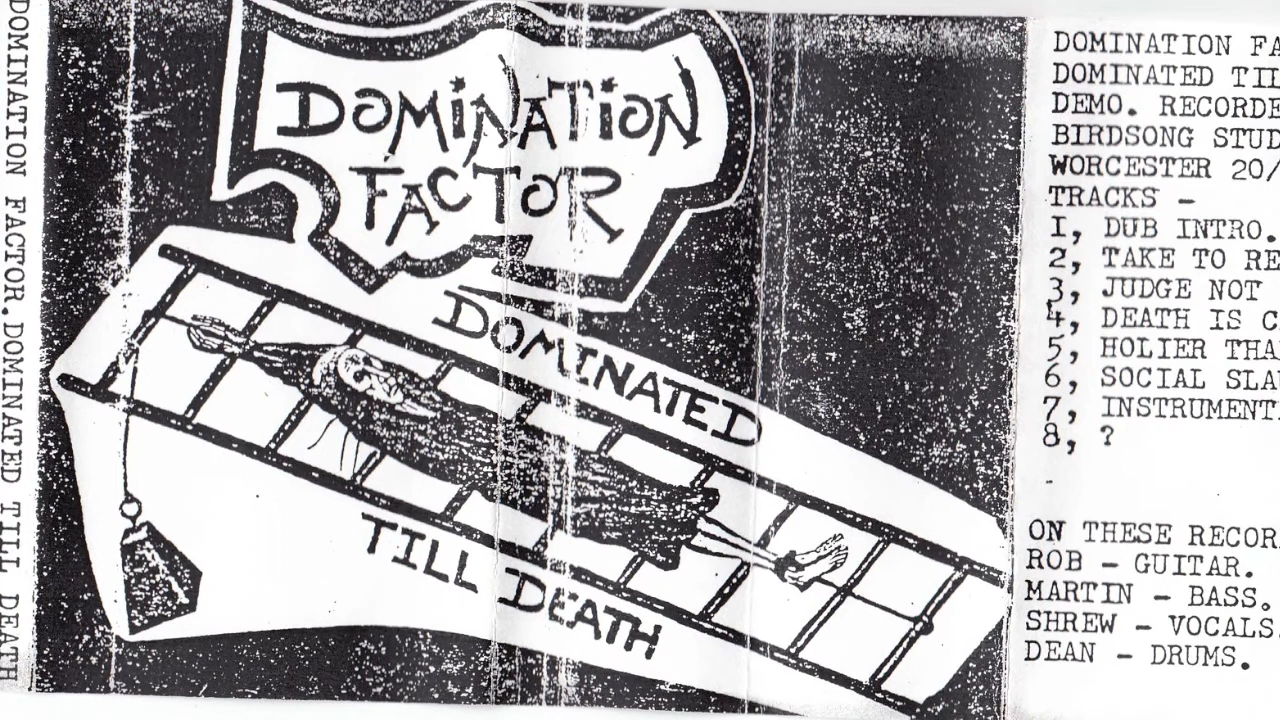 DOMINATION FACTOR. DOMINATED TILL DEATH
DOMINATION
FACTOR
DOMINATED
TILL DEATH
DOMINATION FA
DOMINATED TIL
DEMO. RECORDE
BIRDSONG STUD
WORCESTER 20/
TRACKS -
1, DUB INTRO.
2, TAKE TO RE
3, JUDGE NOT
4, DEATH IS C
5, HOLIER THA
6, SOCIAL SLA
7, INSTRUMENT
8, ?
ON THESE RECOR
ROB - GUITAR.
MARTIN - BASS.
SHREW - VOCALS.
DEAN - DRUMS.